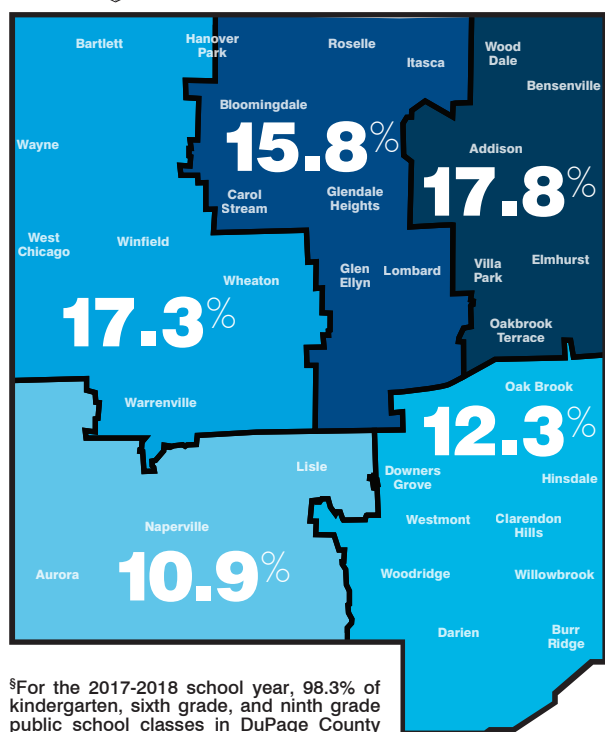 Bartlett
Hanover
Park
Roselle
Itasca
Wood
Dale
Bensenville
Bloomingdale
15.8%
Addison
17.8%
Wayne
Carol
Stream
Glendale
Heights
West
Chicago
Winfield
Wheaton
Glen
Ellyn
Lombard
Villa
Park
Elmhurst
17.3%
Oakbrook
Terrace
Warrenville
Oak Brook
12.3%
Lisle
Downers
Grove
Hinsdale
Naperville
Westmont
Clarendon
Hills
Aurora
10.9%
Woodridge
Willowbrook
Darien
Burr
Ridge
§For the 2017-2018 school year, 98.3% of
kindergarten, sixth grade, and ninth grade
public school classes in DuPage County